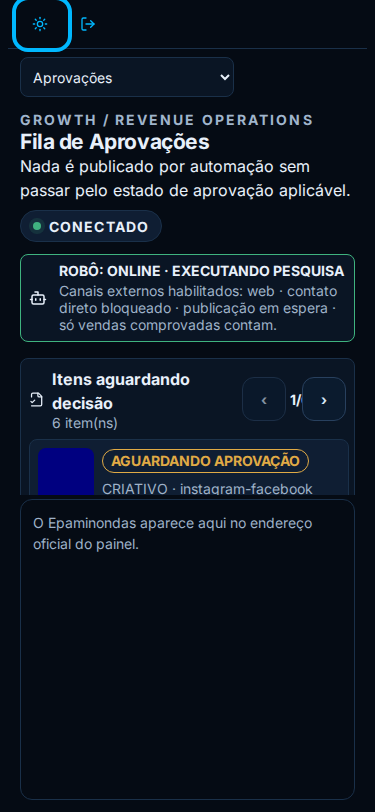 Aprovações
GROWTH / REVENUE OPERATIONS
Fila de Aprovações
Nada é publicado por automação sem
passar pelo estado de aprovação aplicável.
CONECTADO
ROBÔ: ONLINE · EXECUTANDO PESQUISA
Canais externos habilitados: web · contato
direto bloqueado · publicação em espera ·
só vendas comprovadas contam.
Itens aguardando
decisão
6 item(ns)
‹ 1/ ›
AGUARDANDO APROVAÇÃO
CRIATIVO · instagram-facebook
O Epaminondas aparece aqui no endereço
oficial do painel.